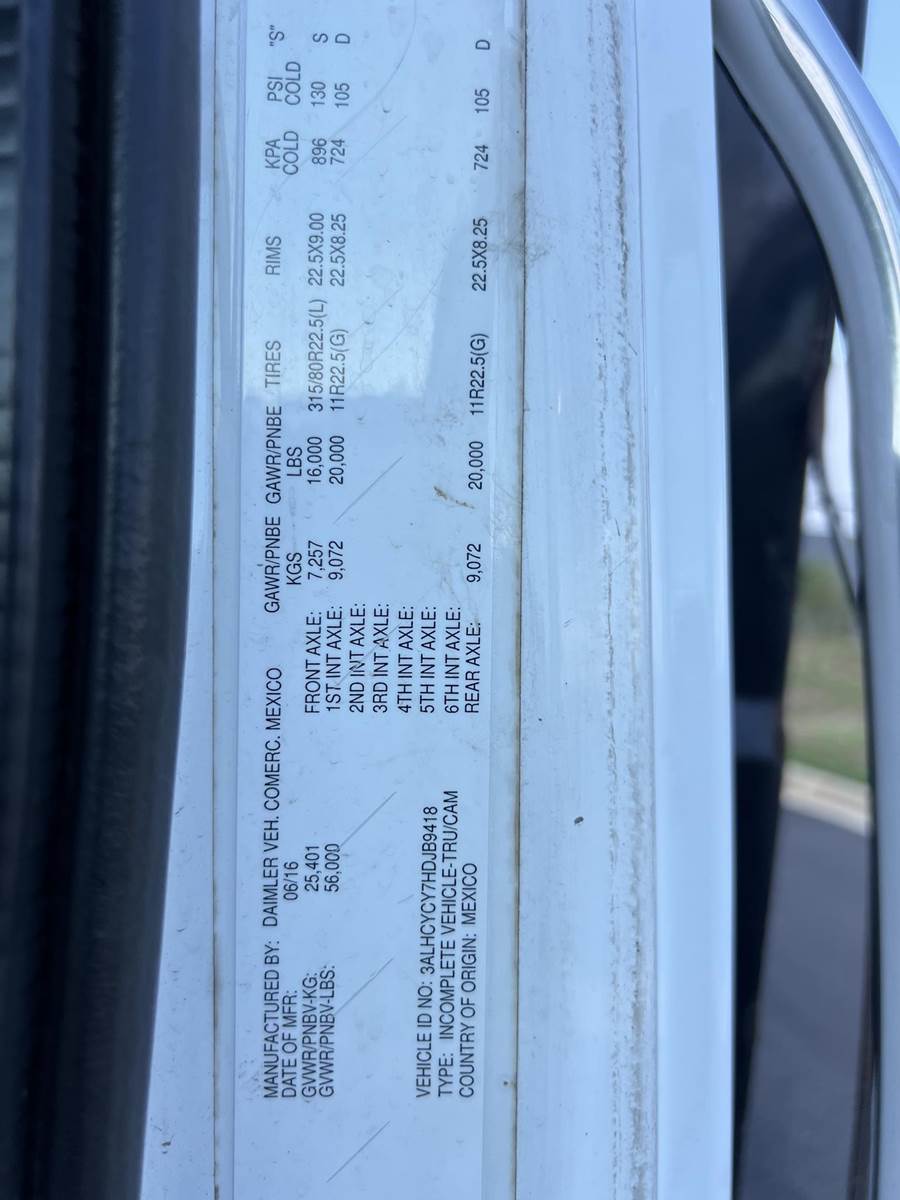 MANUFACTURED BY: DAIMLER VEH. COMERC. MEXICO GAWR/PNBE GAWR/PNBE TIRES RIMS KPA PSI "S"
DATE OF MFR: 06/16 KGS LBS COLD COLD
GVWR/PNBV-KG: 25,401 FRONT AXLE: 7,257 16,000 315/80R22.5(L) 22.5X9.00 896 130 S
GVWR/PNBV-LBS: 56,000 1ST. INT AXLE: 9,072 20,000 11R22.5(G) 22.5X8.25 724 105 D
2ND INT AXLE:
3RD INT AXLE:
4TH INT AXLE:
VEHICLE ID NO: 3ALHCYCY7HDJB9418 5TH INT AXLE:
TYPE: INCOMPLETE VEHICLE-TRU/CAM 6TH INT AXLE:
COUNTRY OF ORIGIN: MEXICO REAR AXLE: 9,072 20,000 11R22.5(G) 22.5X8.25 724 105 D